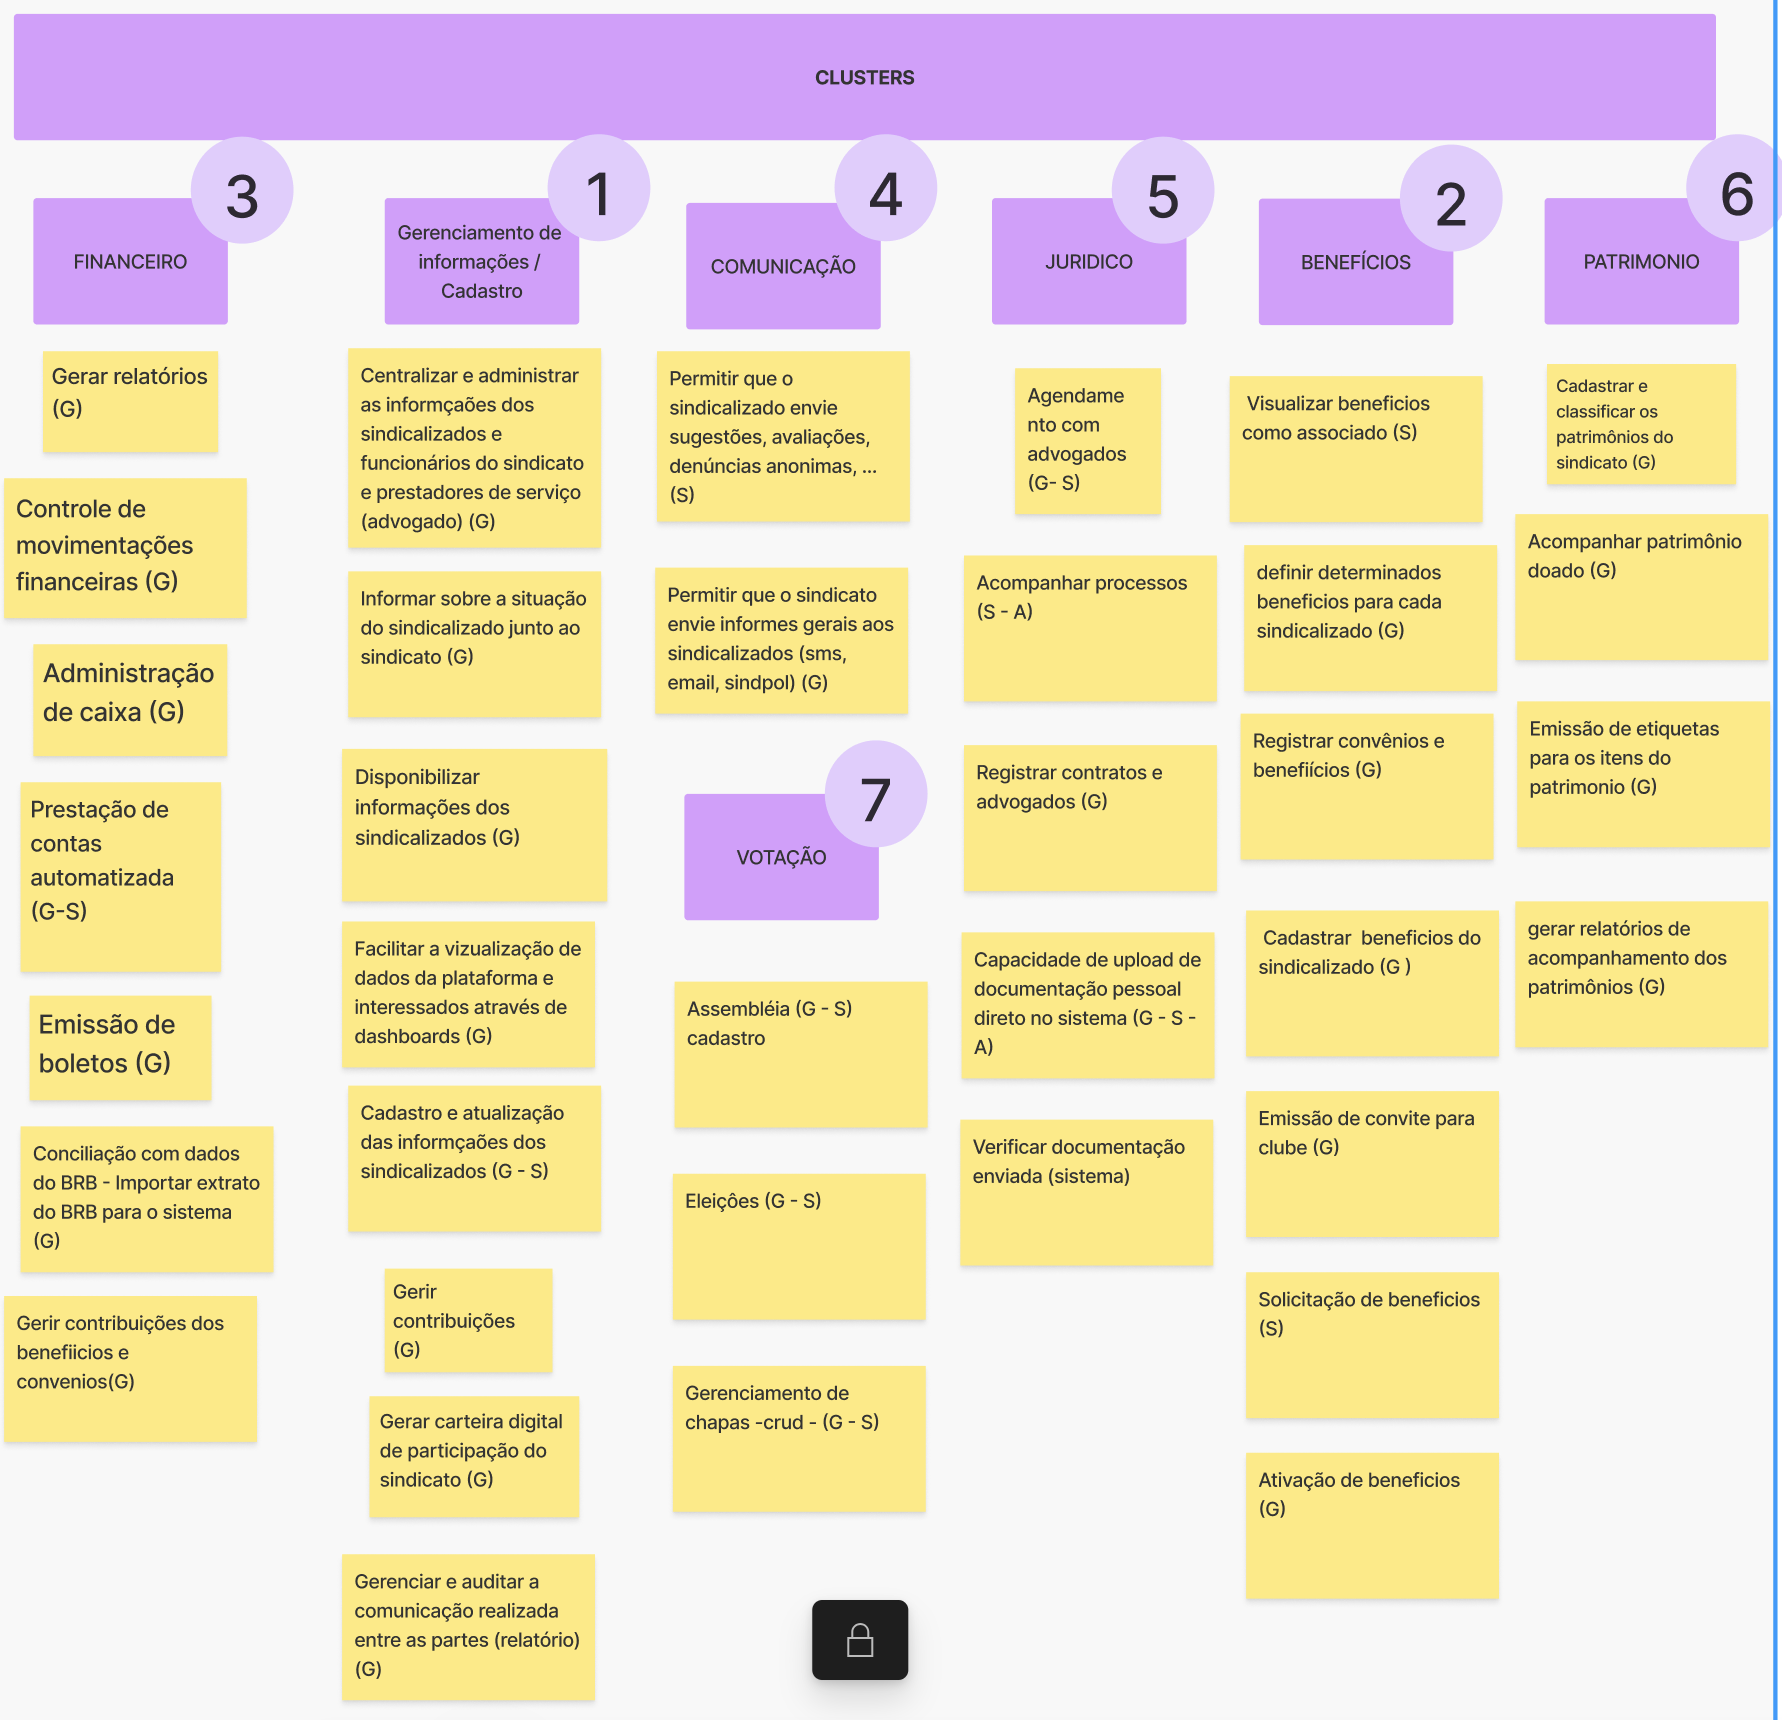 CLUSTERS
3
FINANCEIRO
Gerar relatórios
(G)
Controle de
movimentações
financeiras (G)
Administração
de caixa (G)
Prestação de
contas
automatizada
(G-S)
Emissão de
boletos (G)
Conciliação com dados
do BRB - Importar extrato
do BRB para o sistema
(G)
Gerir contribuições dos
benefiicios e
convenios(G)
1
Gerenciamento de
informações /
Cadastro
Centralizar e administrar
as informçaões dos
sindicalizados e
funcionários do sindicato
e prestadores de serviço
(advogado) (G)
Informar sobre a situação
do sindicalizado junto ao
sindicato (G)
Disponibilizar
informações dos
sindicalizados (G)
Facilitar a vizualização de
dados da plataforma e
interessados através de
dashboards (G)
Cadastro e atualização
das informçaões dos
sindicalizados (G - S)
Gerir
contribuições
(G)
Gerar carteira digital
de participação do
sindicato (G)
Gerenciar e auditar a
comunicação realizada
entre as partes (relatório)
(G)
4
COMUNICAÇÃO
Permitir que o
sindicalizado envie
sugestões, avaliações,
denúncias anonimas, ...
(S)
Permitir que o sindicato
envie informes gerais aos
sindicalizados (sms,
email, sindpol) (G)
7
VOTAÇÃO
Assembléia (G - S)
cadastro
Eleições (G - S)
Gerenciamento de
chapas -crud - (G - S)
5
JURIDICO
Agendame
nto com
advogados
(G- S)
Acompanhar processos
(S - A)
Registrar contratos e
advogados (G)
Capacidade de upload de
documentação pessoal
direto no sistema (G - S -
A)
Verificar documentação
enviada (sistema)
2
BENEFÍCIOS
Visualizar beneficios
como associado (S)
definir determinados
beneficios para cada
sindicalizado (G)
Registrar convênios e
benefiícios (G)
Cadastrar  beneficios do
sindicalizado (G )
Emissão de convite para
clube (G)
Solicitação de beneficios
(S)
Ativação de beneficios
(G)
6
PATRIMONIO
Cadastrar e
classificar os
patrimônios do
sindicato (G)
Acompanhar patrimônio
doado (G)
Emissão de etiquetas
para os itens do
patrimonio (G)
gerar relatórios de
acompanhamento dos
patrimônios (G)